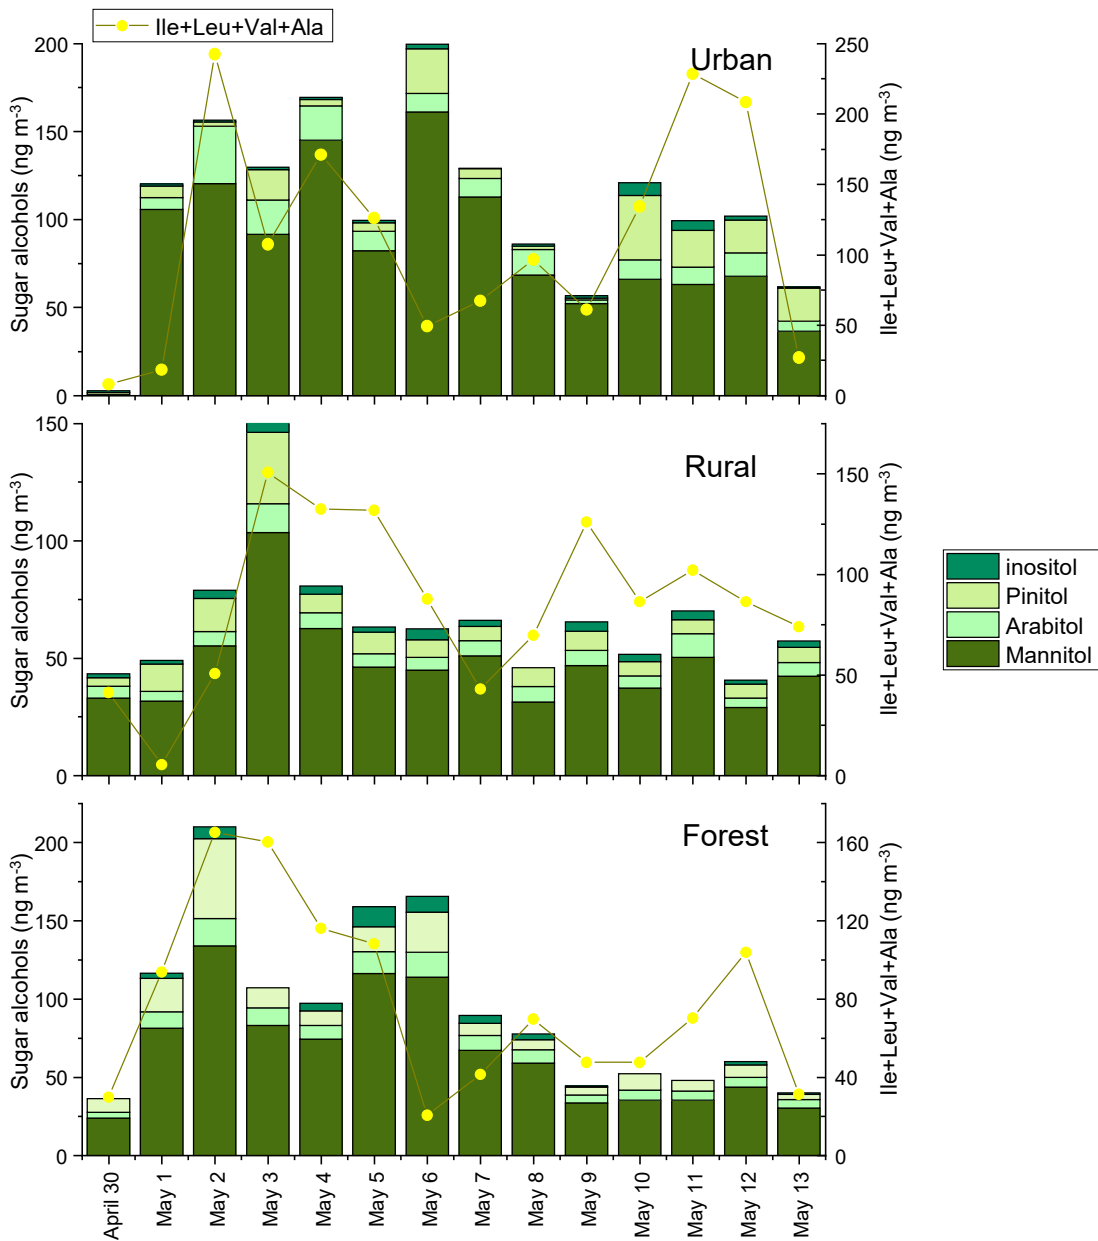 Ile+Leu+Val+Ala
Urban
Sugar alcohols (ng m-3)
200
150
100
50
0
250
200
150
100
50
0
Ile+Leu+Val+Ala (ng m-3)
Rural
Sugar alcohols (ng m-3)
150
100
50
0
150
100
50
0
Ile+Leu+Val+Ala (ng m-3)
inositol
Pinitol
Arabitol
Mannitol
Forest
Sugar alcohols (ng m-3)
200
150
100
50
0
160
120
80
40
0
Ile+Leu+Val+Ala (ng m-3)
April 30
May 1
May 2
May 3
May 4
May 5
May 6
May 7
May 8
May 9
May 10
May 11
May 12
May 13